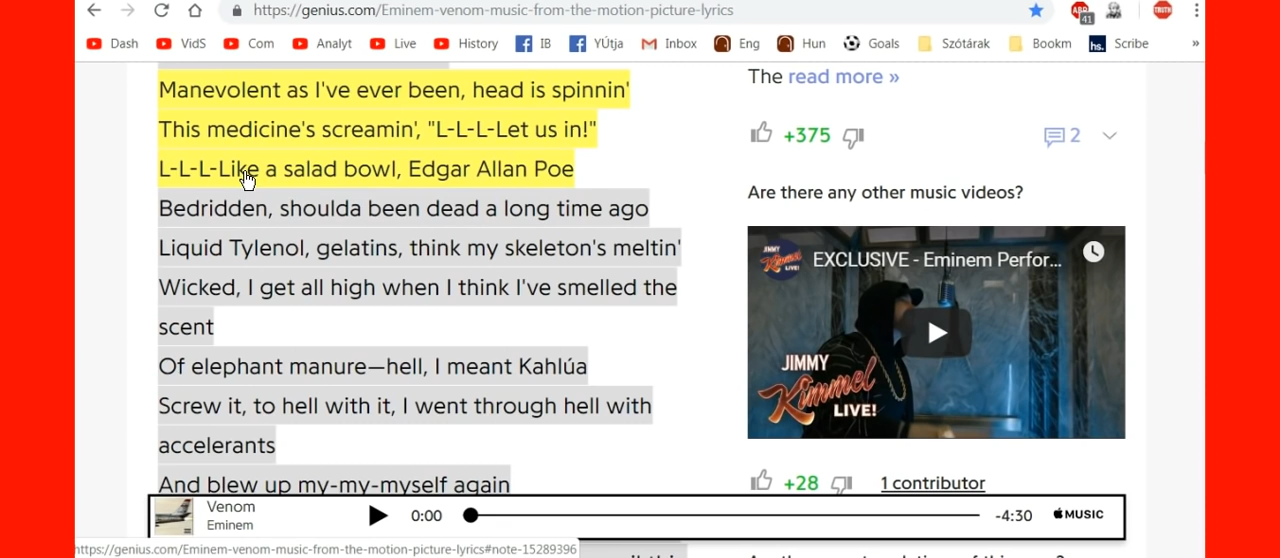 https://genius.com/Eminem-venom-music-from-the-motion-picture-lyrics
ABP
41
TRUTH
Dash VidS Com Analyt Live History IB YÚtja Inbox Eng Hun Goals Szótárak Bookm hs. Scribe »
Manevolent as I've ever been, head is spinnin'
This medicine's screamin', "L-L-L-Let us in!"
L-L-L-Like a salad bowl, Edgar Allan Poe
Bedridden, shoulda been dead a long time ago
Liquid Tylenol, gelatins, think my skeleton's meltin'
Wicked, I get all high when I think I've smelled the
scent
Of elephant manure—hell, I meant Kahlúa
Screw it, to hell with it, I went through hell with
accelerants
And blew up my-my-myself again
The read more »
+375
2
Are there any other music videos?
JIMMY KIMMEL LIVE!
EXCLUSIVE - Eminem Perfor...
JIMMY
Kimmel
LIVE!
+28 1 contributor
Venom
Eminem
0:00
-4:30
MUSIC
https://genius.com/Eminem-venom-music-from-the-motion-picture-lyrics#note-15289396